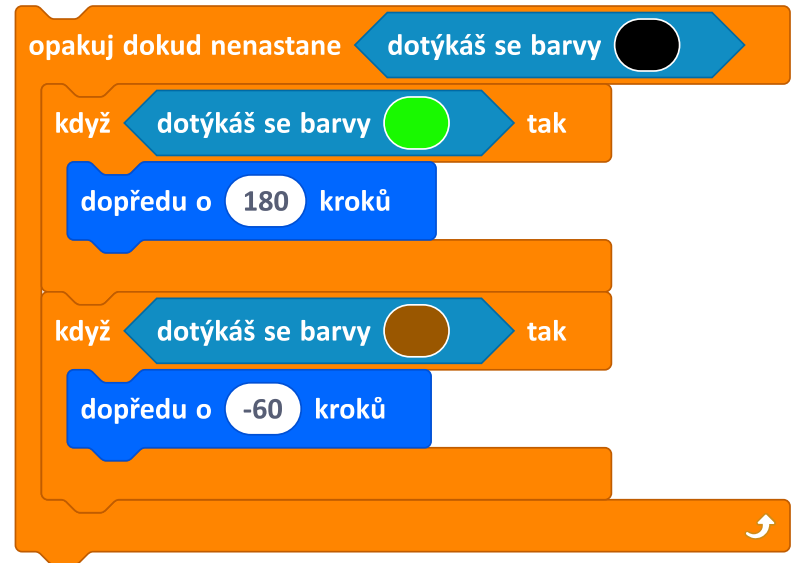 opakuj dokud nenastane dotýkáš se barvy
když dotýkáš se barvy tak
dopředu o 180 kroků
když dotýkáš se barvy tak
dopředu o -60 kroků